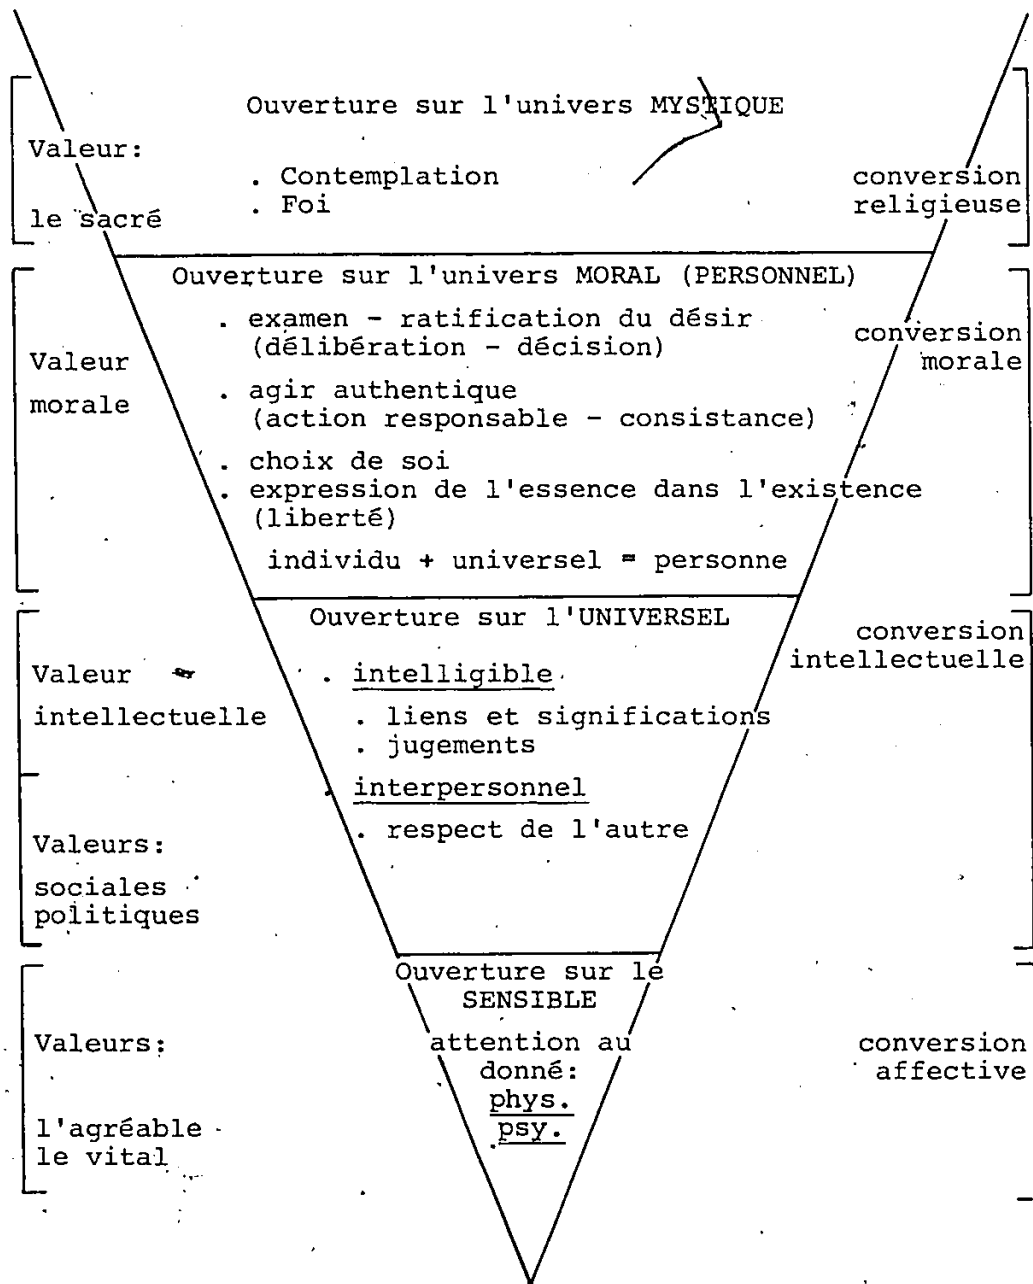 Ouverture sur l'univers MYSTIQUE
Valeur:
le sacré
. Contemplation
. Foi
conversion
religieuse
Ouverture sur l'univers MORAL (PERSONNEL)
Valeur
morale
. examen - ratification du désir
(délibération - décision)
. agir authentique
(action responsable - consistance)
. choix de soi
. expression de l'essence dans l'existence
(liberté)
individu + universel = personne
conversion
morale
Ouverture sur l'UNIVERSEL
Valeur
intellectuelle
. intelligible
. liens et significations
. jugements
. interpersonnel
. respect de l'autre
conversion
intellectuelle
Valeurs:
sociales
politiques
Ouverture sur le
SENSIBLE
attention au
donné:
phys.
psy.
Valeurs:
l'agréable
le vital
conversion
affective